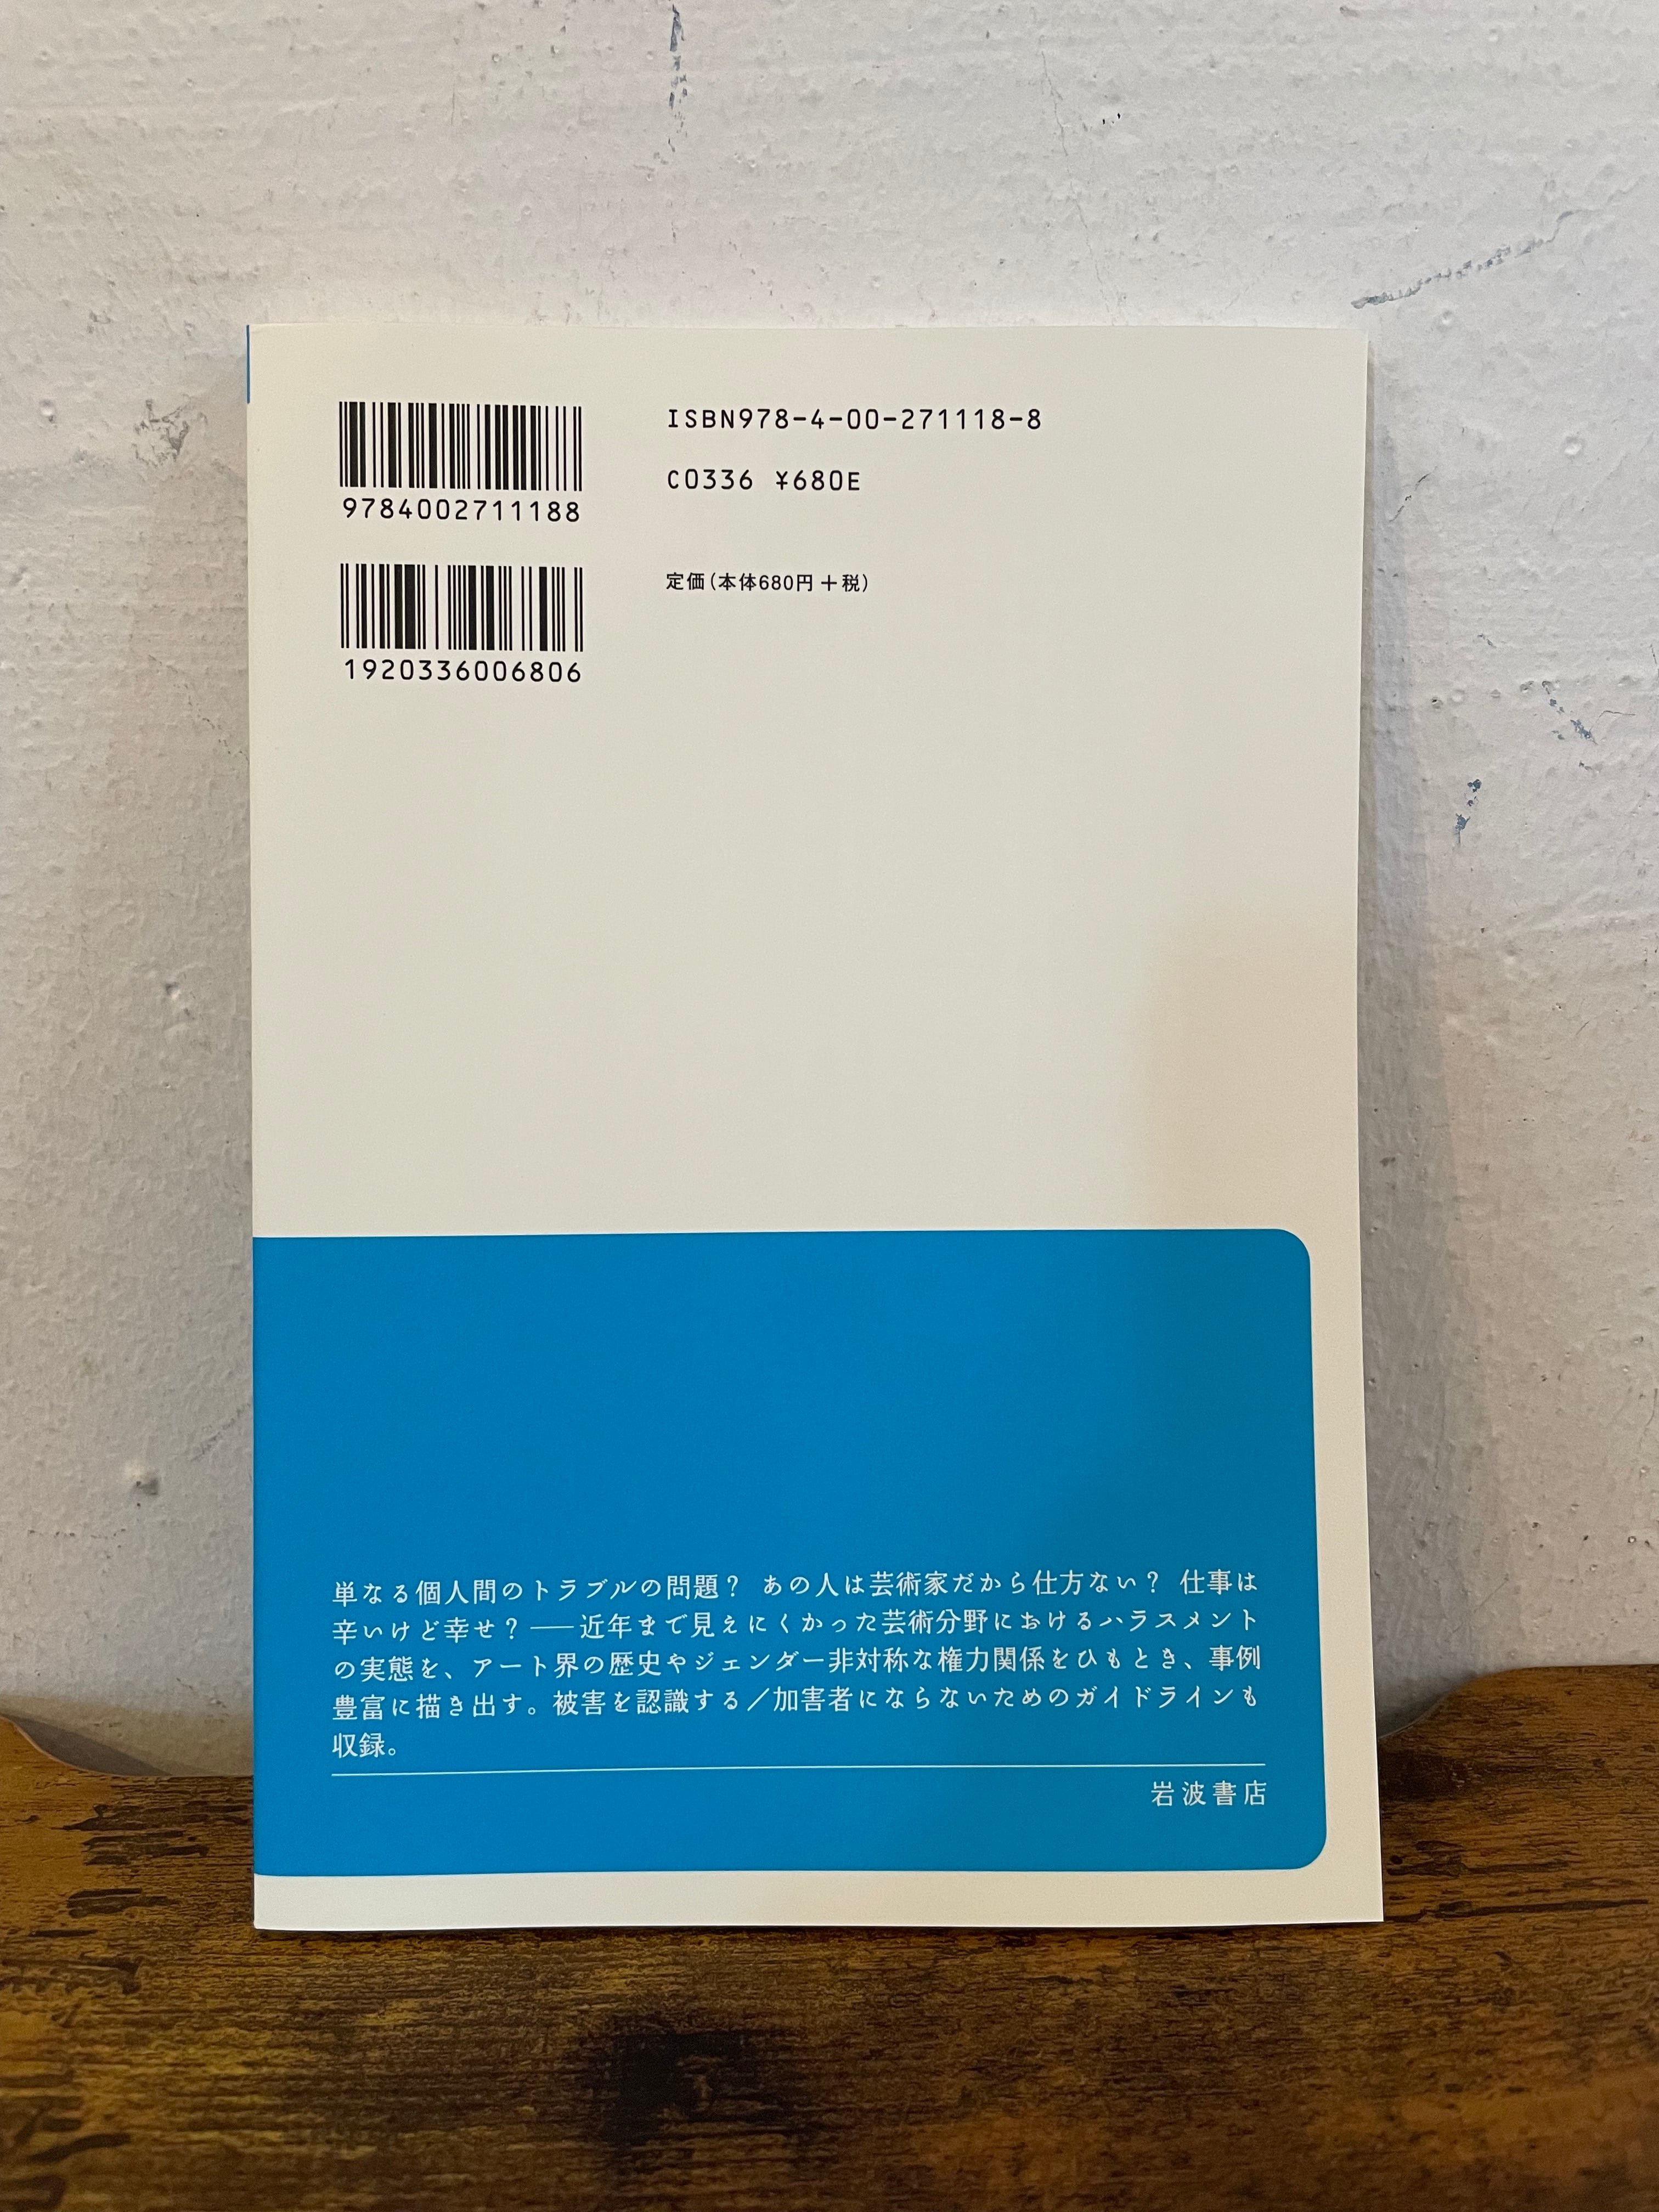 ISBN978-4-00-271118-8
C0336 ¥680E
9784002711188
定価(本体680円+税)
1920336006806
単なる個人間のトラブルの問題? あの人は芸術家だから仕方ない? 仕事は
辛いけど幸せ?――近年まで見えにくかった芸術分野におけるハラスメント
の実態を、アート界の歴史やジェンダー非対称な権力関係をひもとき、事例
豊富に描き出す。被害を認識する/加害者にならないためのガイドラインも
収録。
岩波書店